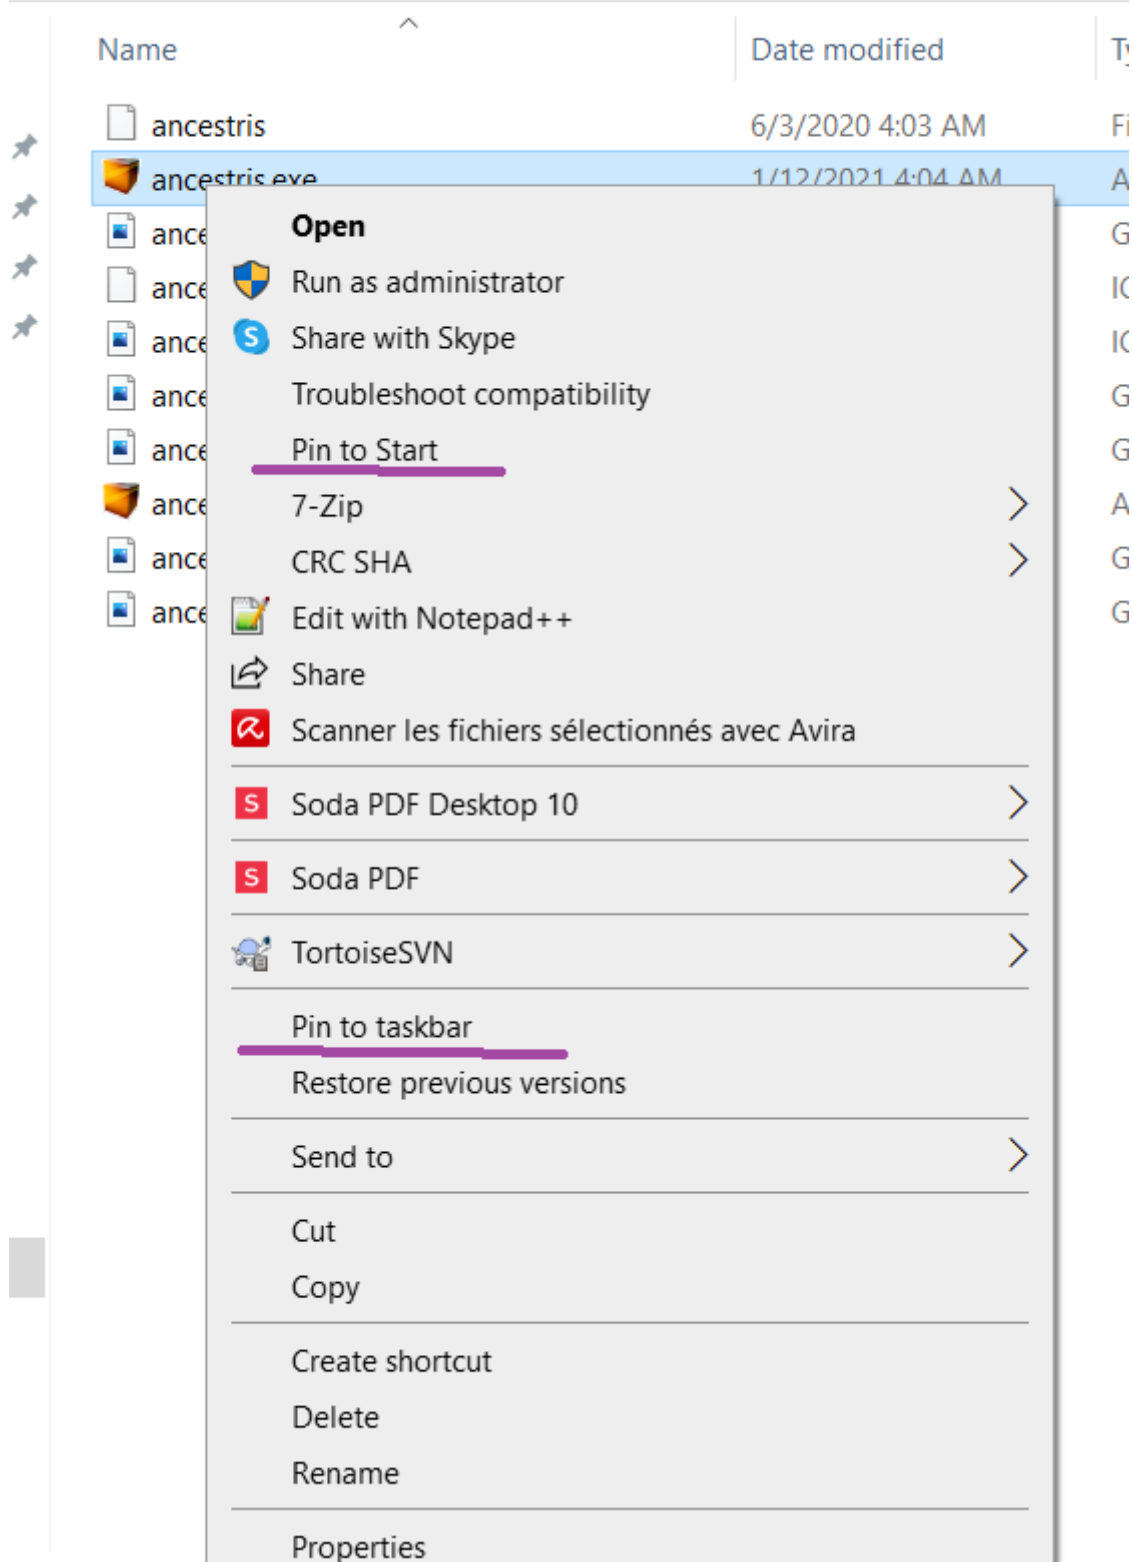 Name Date modified
ancestris 6/3/2020 4:03 AM
ancestris.exe 1/12/2021 4:04 AM
Open
Run as administrator
Share with Skype
Troubleshoot compatibility
Pin to Start
7-Zip
CRC SHA
Edit with Notepad++
Share
Scanner les fichiers sélectionnés avec Avira
Soda PDF Desktop 10
Soda PDF
TortoiseSVN
Pin to taskbar
Restore previous versions
Send to
Cut
Copy
Create shortcut
Delete
Rename
Properties